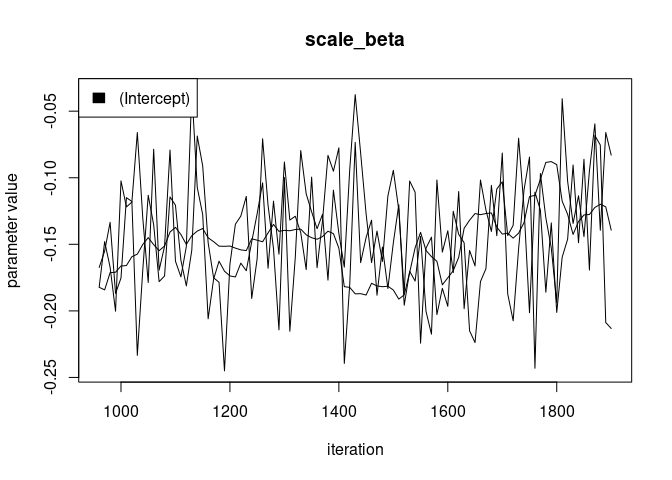 scale_beta
(Intercept)
-0.05
-0.10
-0.15
-0.20
-0.25
parameter value
1000 1200 1400 1600 1800
iteration